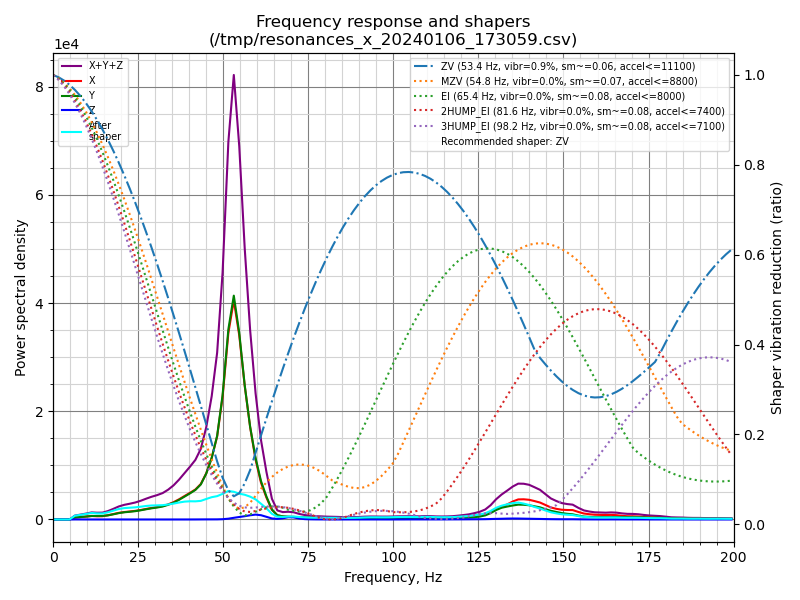 Frequency response and shapers
(/tmp/resonances_x_20240106_173059.csv)
1e4
X+Y+Z
X
Y
Z
After
shaper
ZV (53.4 Hz, vibr=0.9%, sm~=0.06, accel<=11100)
MZV (54.8 Hz, vibr=0.0%, sm~=0.07, accel<=8800)
EI (65.4 Hz, vibr=0.0%, sm~=0.08, accel<=8000)
2HUMP_EI (81.6 Hz, vibr=0.0%, sm~=0.08, accel<=7400)
3HUMP_EI (98.2 Hz, vibr=0.0%, sm~=0.08, accel<=7100)
Recommended shaper: ZV
8
6
4
2
0
Power spectral density
1.0
0.8
0.6
0.4
0.2
0.0
Shaper vibration reduction (ratio)
0 25 50 75 100 125 150 175 200
Frequency, Hz